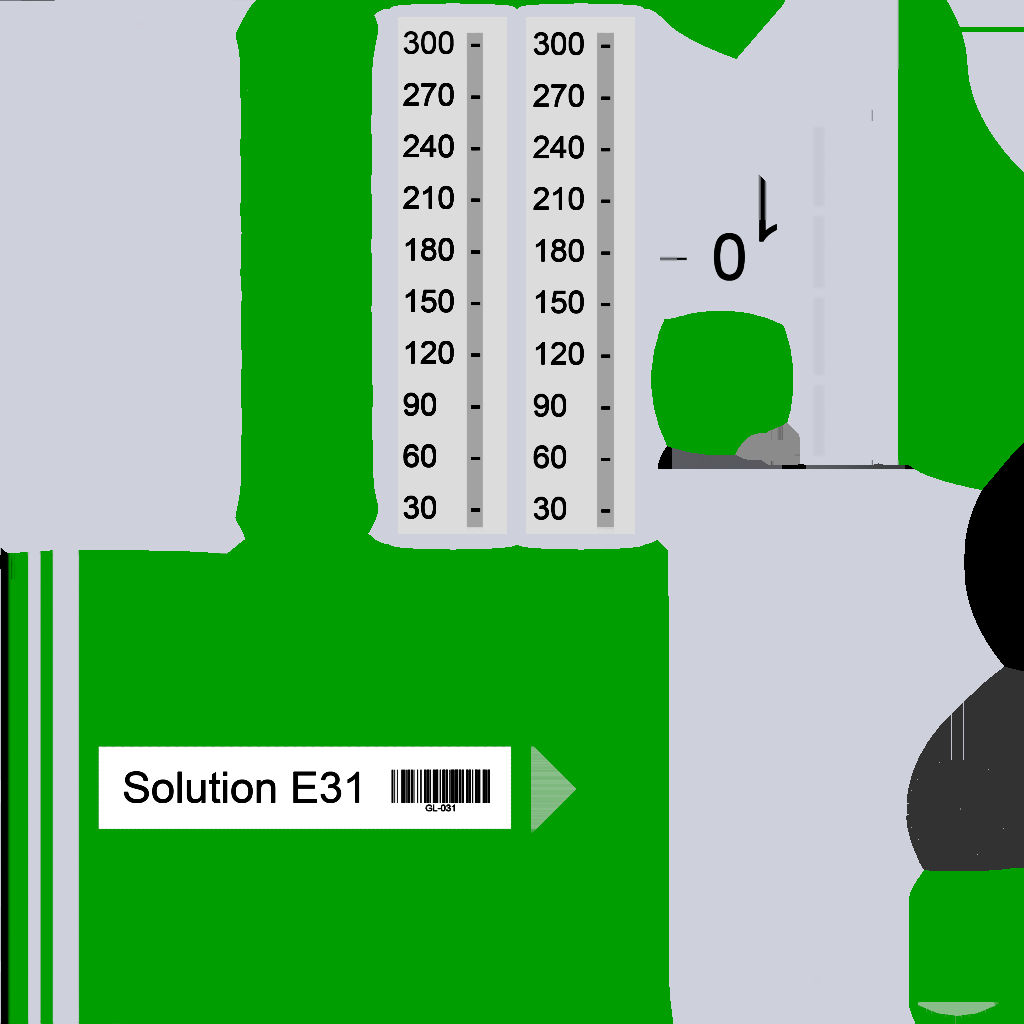 300 - 300 -
270 - 270 -
240 - 240 -
210 - 210 -
180 - 180 -
150 - 150 -
120 - 120 -
90 - 90 -
60 - 60 -
30 - 30 -
1
- 0
Solution E31
GL-031